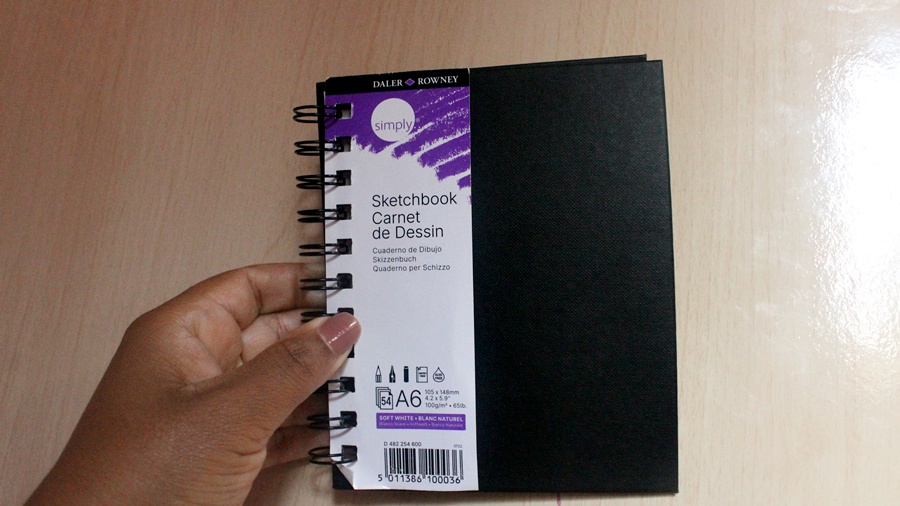 DALER ROWNEY
simply
Sketchbook
Carnet
de Dessin
Cuaderno de Dibujo
Skizzenbuch
Quaderno per Schizzo
54
A6
105 x 148mm
4.2 x 5.9"
100g/m² • 65lb.
SOFT WHITE • BLANC NATUREL
D 482 254 600
5 011386 100036